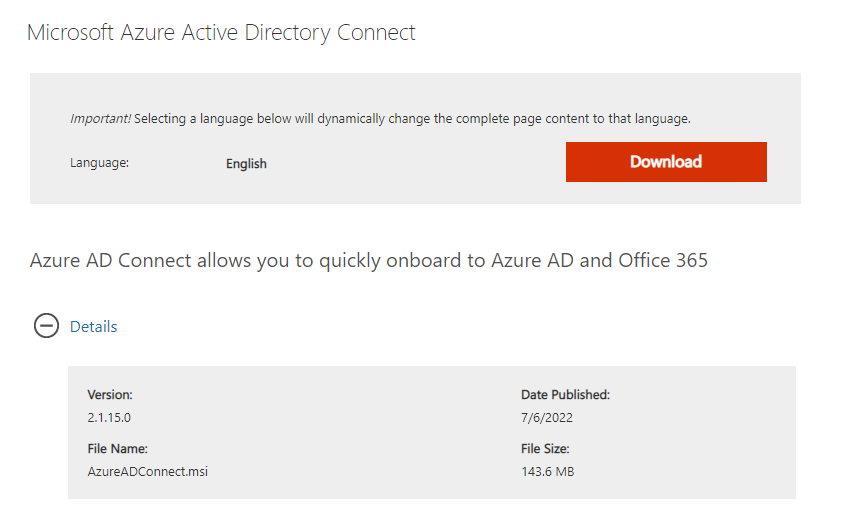 Microsoft Azure Active Directory Connect
Important! Selecting a language below will dynamically change the complete page content to that language.
Language: English Download
Azure AD Connect allows you to quickly onboard to Azure AD and Office 365
Details
Version: Date Published:
2.1.15.0 7/6/2022
File Name: File Size:
AzureADConnect.msi 143.6 MB